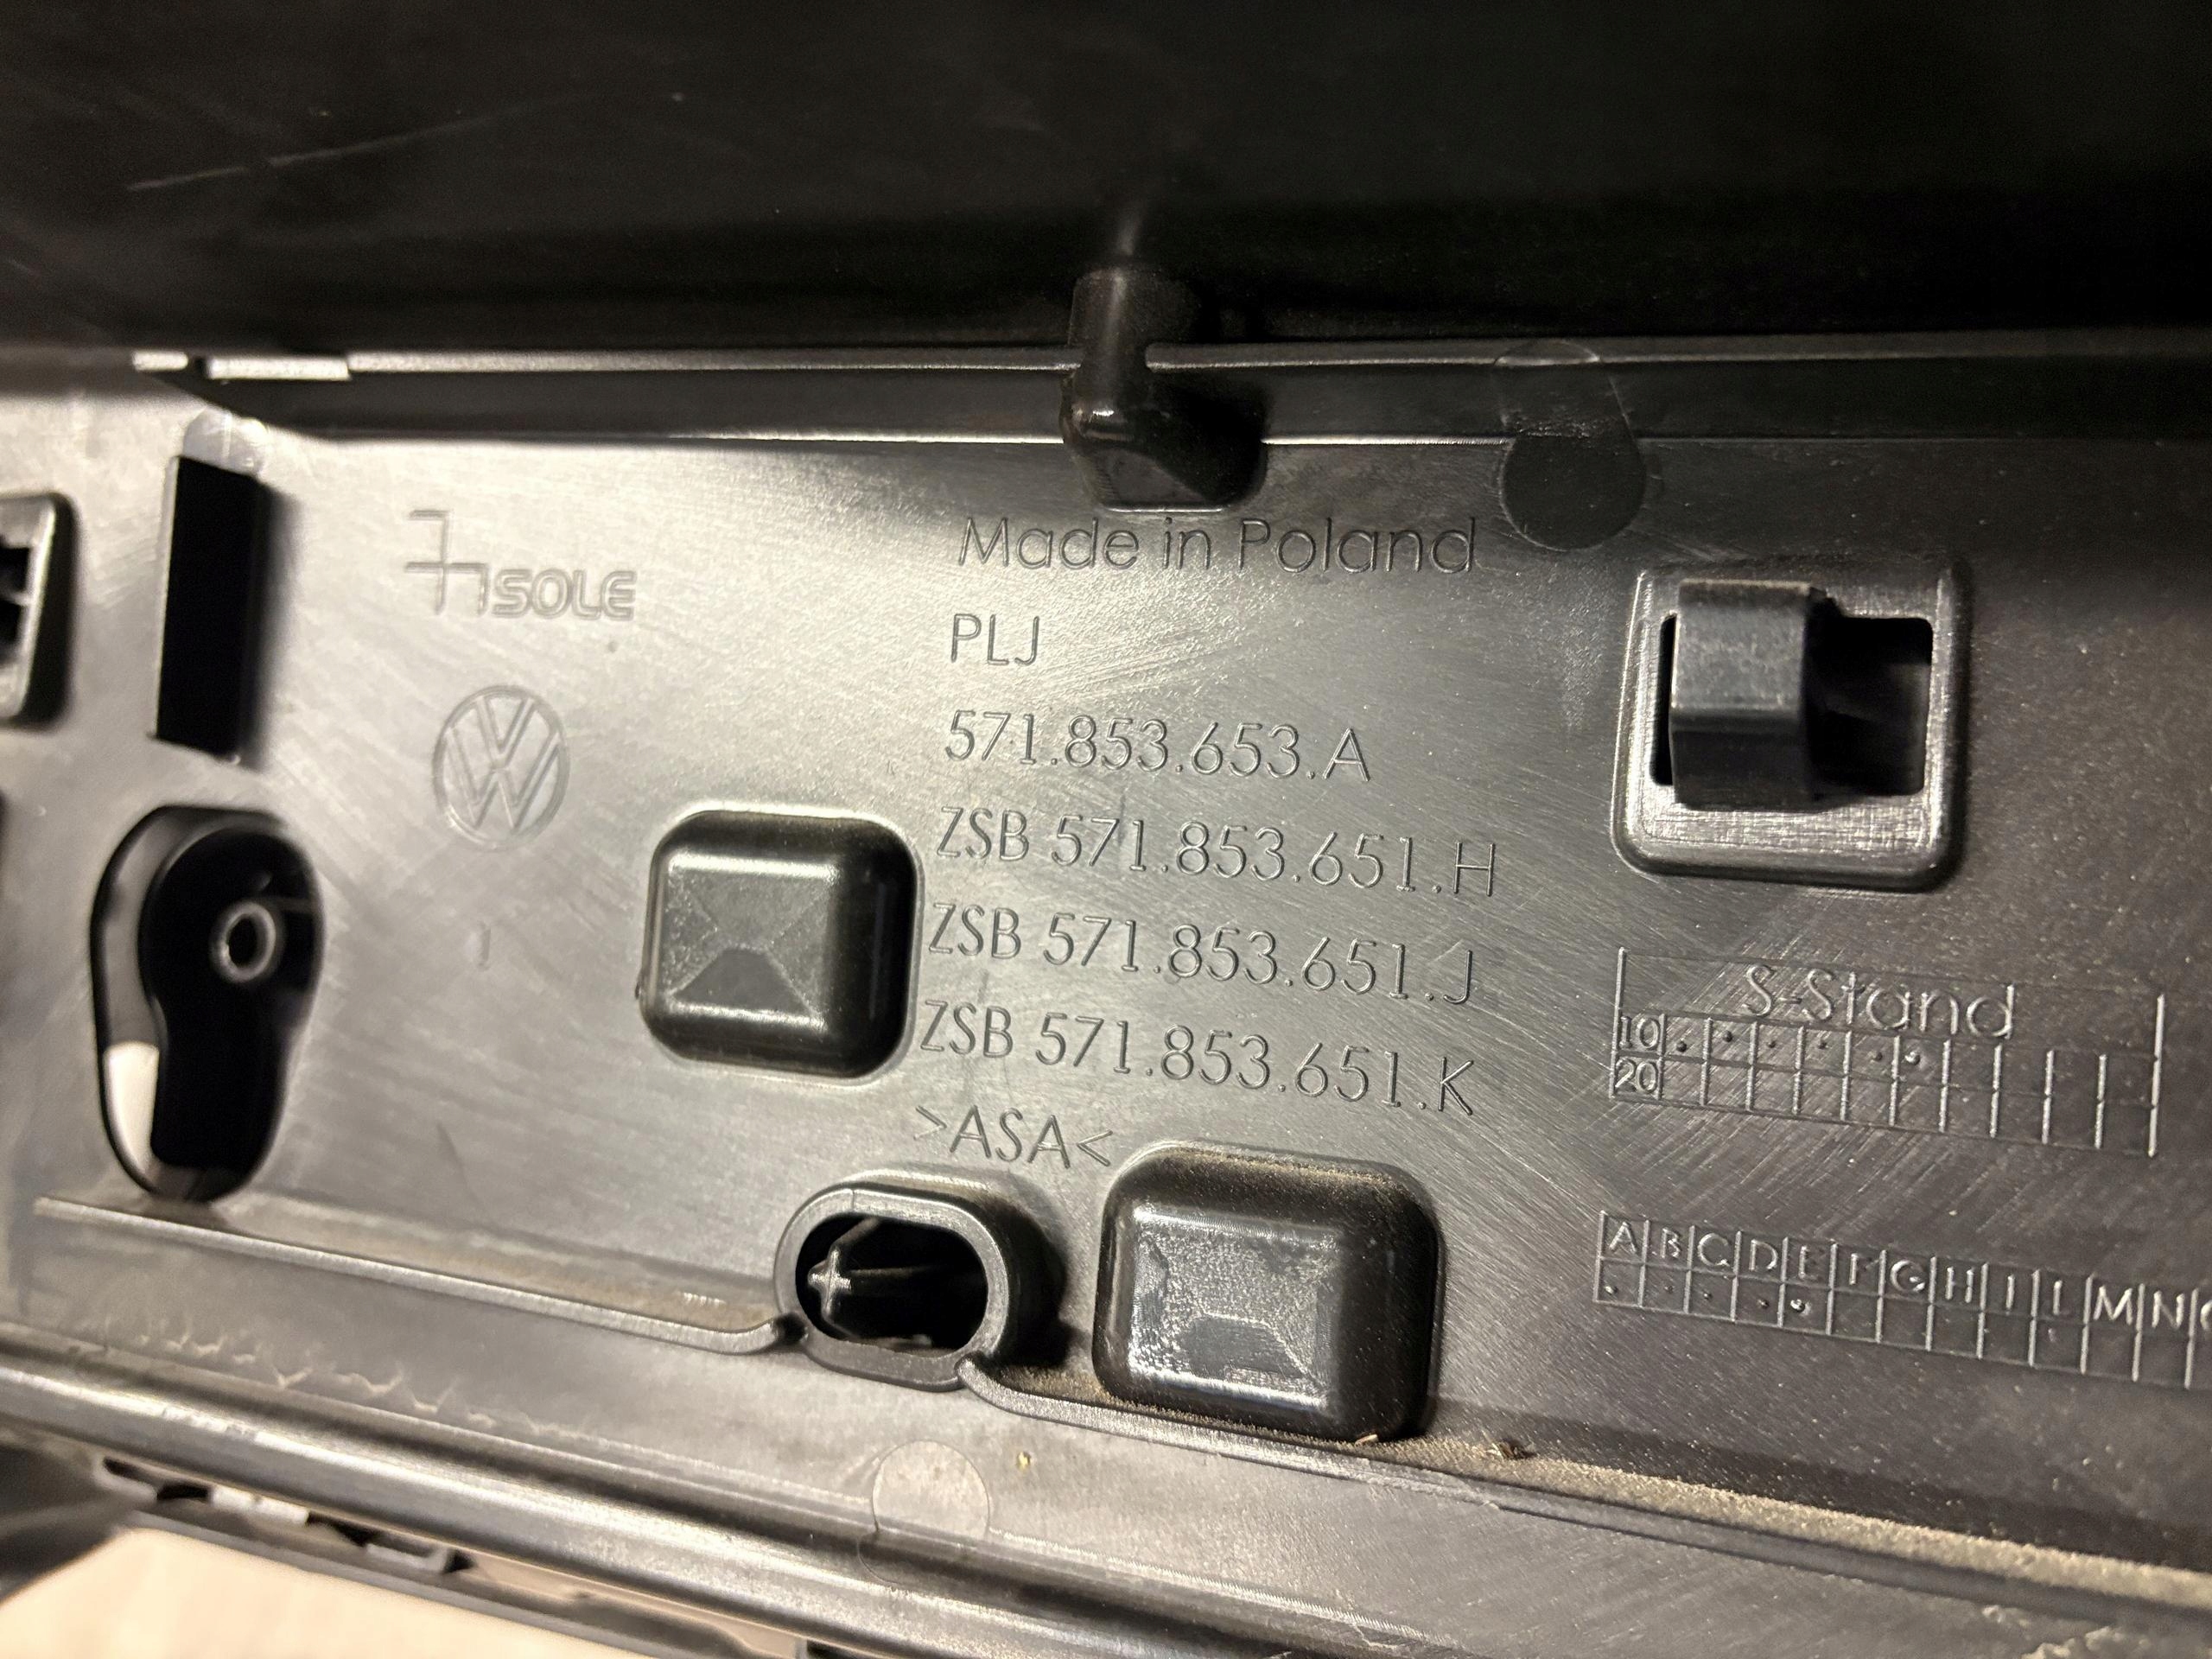 SOLE
Made in Poland
PLJ
571.853.653.A
ZSB 571.853.651.H
ZSB 571.853.651.J
ZSB 571.853.651.K
>ASA<
S-Stand
10
20
A B C D E F G H I L M N